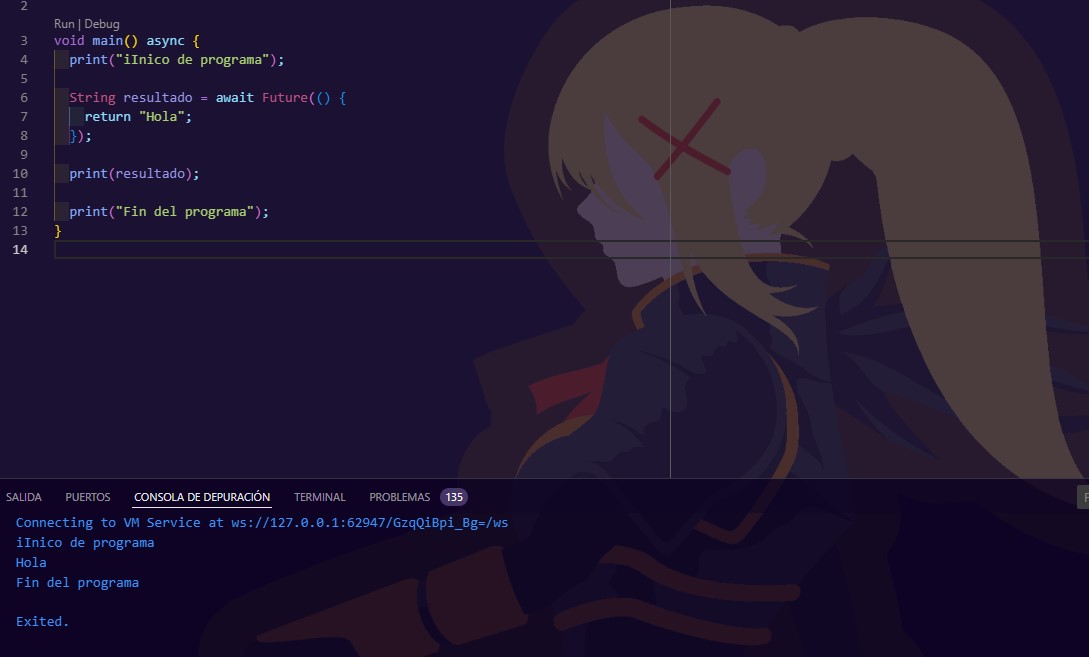 2
Run | Debug
3 void main() async {
4 print("iInico de programa");
5
6 String resultado = await Future(() {
7 return "Hola";
8 });
9
10 print(resultado);
11
12 print("Fin del programa");
13 }
14
SALIDA PUERTOS CONSOLA DE DEPURACIÓN TERMINAL PROBLEMAS 135
Connecting to VM Service at ws://127.0.0.1:62947/GzqQiBpi_Bg=/ws
iInico de programa
Hola
Fin del programa
Exited.